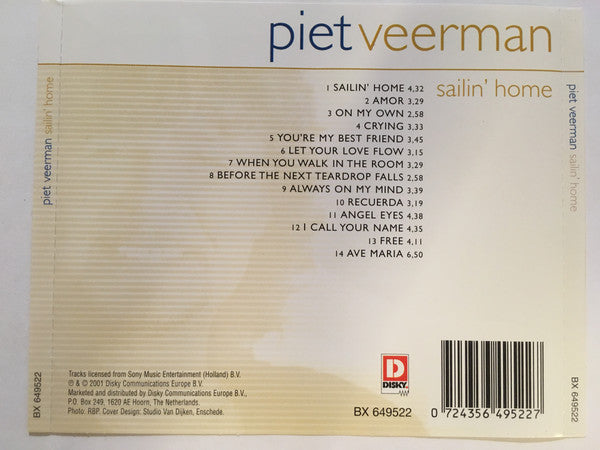 piet veerman
sailin' home
1 SAILIN' HOME 4,32
2 AMOR 3,29
3 ON MY OWN 2,58
4 CRYING 3,33
5 YOU'RE MY BEST FRIEND 3,45
6 LET YOUR LOVE FLOW 3,15
7 WHEN YOU WALK IN THE ROOM 3,29
8 BEFORE THE NEXT TEARDROP FALLS 2,58
9 ALWAYS ON MY MIND 3,39
10 RECUERDA 3,19
11 ANGEL EYES 4,38
12 I CALL YOUR NAME 4,35
13 FREE 4,11
14 AVE MARIA 6,50
piet veerman sailin' home
piet veerman sailin' home
Tracks licensed from Sony Music Entertainment (Holland) B.V.
℗ & © 2001 Disky Communications Europe B.V.
Marketed and distributed by Disky Communications Europe B.V.,
P.O. Box 249, 1620 AE Hoorn, The Netherlands.
Photo: RBP. Cover Design: Studio Van Dijken, Enschede.
D
DISKY
BX 649522
0 724356 495227
BX 649522
BX 649522